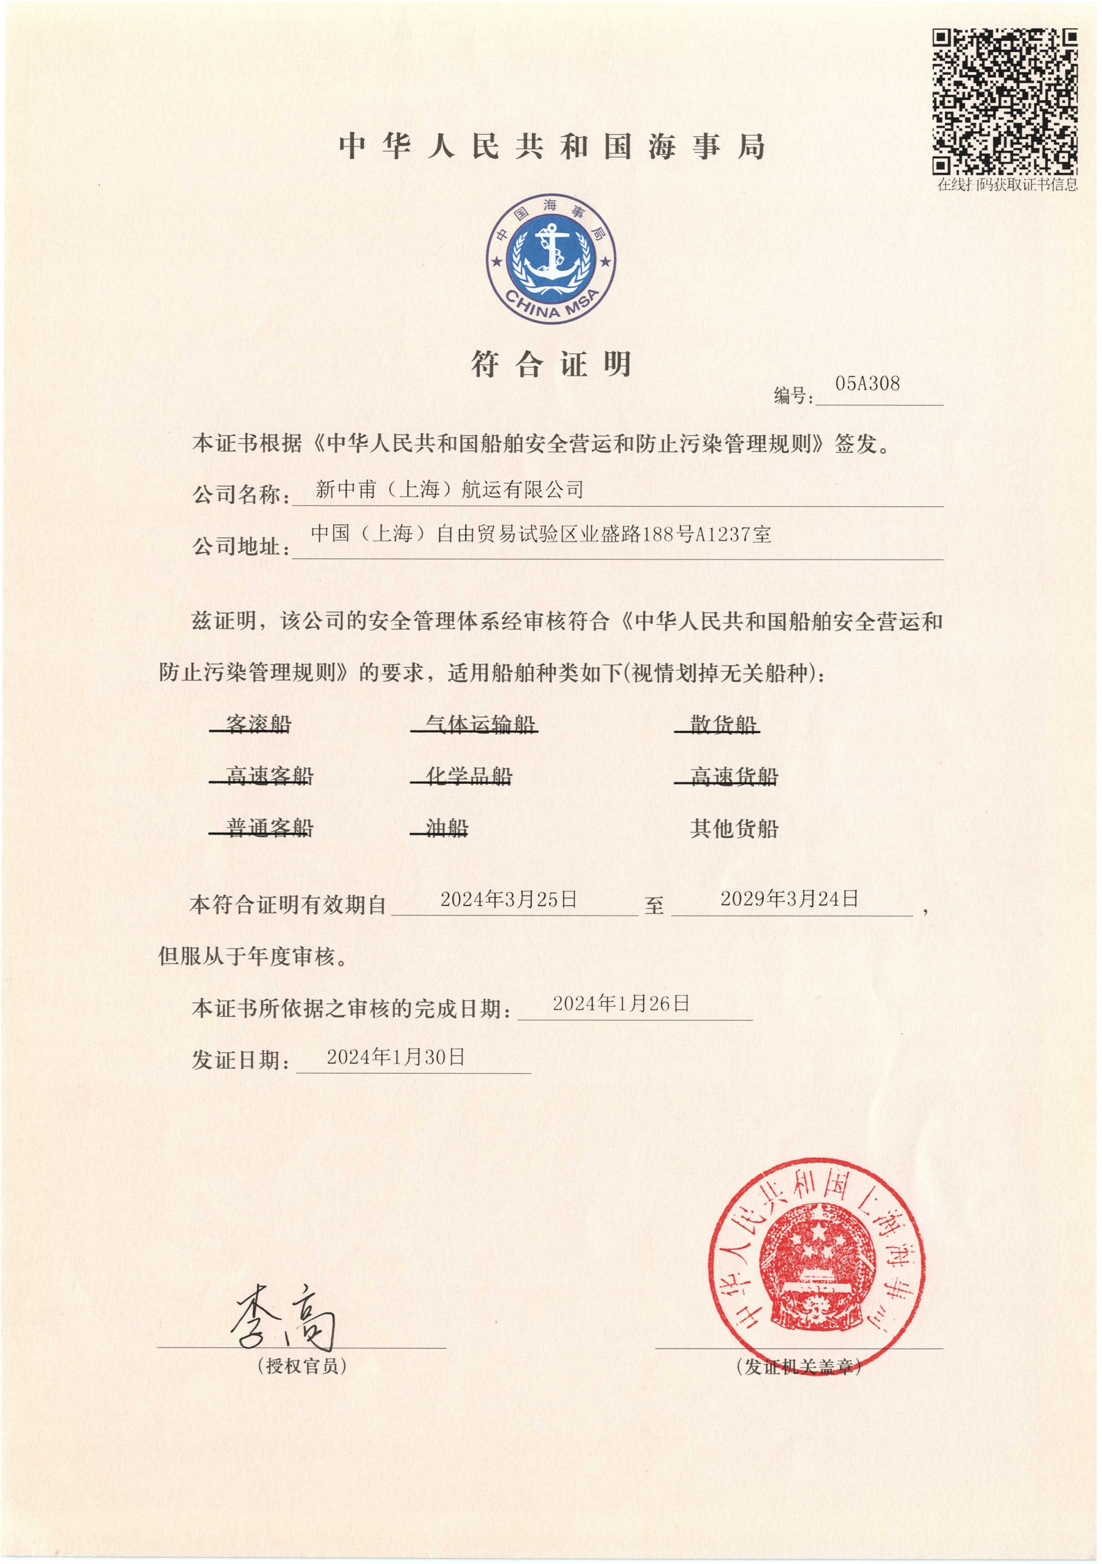 在线扫码获取证书信息
中华人民共和国海事局
中国海事局
CHINA MSA
符合证明
编号: 05A308
本证书根据《中华人民共和国船舶安全营运和防止污染管理规则》签发。
公司名称: 新中甫（上海）航运有限公司
公司地址: 中国（上海）自由贸易试验区业盛路188号A1237室
兹证明，该公司的安全管理体系经审核符合《中华人民共和国船舶安全营运和
防止污染管理规则》的要求，适用船舶种类如下(视情划掉无关船种):
客滚船 气体运输船 散货船
高速客船 化学品船 高速货船
普通客船 油船 其他货船
本符合证明有效期自 2024年3月25日 至 2029年3月24日 ，
但服从于年度审核。
本证书所依据之审核的完成日期: 2024年1月26日
发证日期: 2024年1月30日
中华人民共和国上海海事局
李高
(授权官员)
(发证机关盖章)